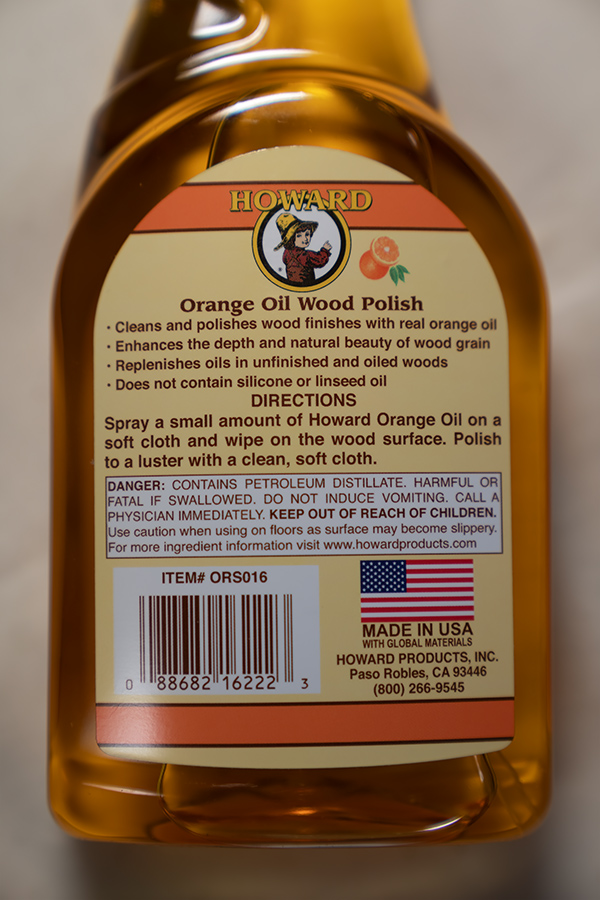 HOWARD
Orange Oil Wood Polish
· Cleans and polishes wood finishes with real orange oil
· Enhances the depth and natural beauty of wood grain
· Replenishes oils in unfinished and oiled woods
· Does not contain silicone or linseed oil
DIRECTIONS
Spray a small amount of Howard Orange Oil on a
soft cloth and wipe on the wood surface. Polish
to a luster with a clean, soft cloth.
DANGER: CONTAINS PETROLEUM DISTILLATE. HARMFUL OR
FATAL IF SWALLOWED. DO NOT INDUCE VOMITING. CALL A
PHYSICIAN IMMEDIATELY. KEEP OUT OF REACH OF CHILDREN.
Use caution when using on floors as surface may become slippery.
For more ingredient information visit www.howardproducts.com
ITEM# ORS016
0 88682 16222 3
MADE IN USA
WITH GLOBAL MATERIALS
HOWARD PRODUCTS, INC.
Paso Robles, CA 93446
(800) 266-9545